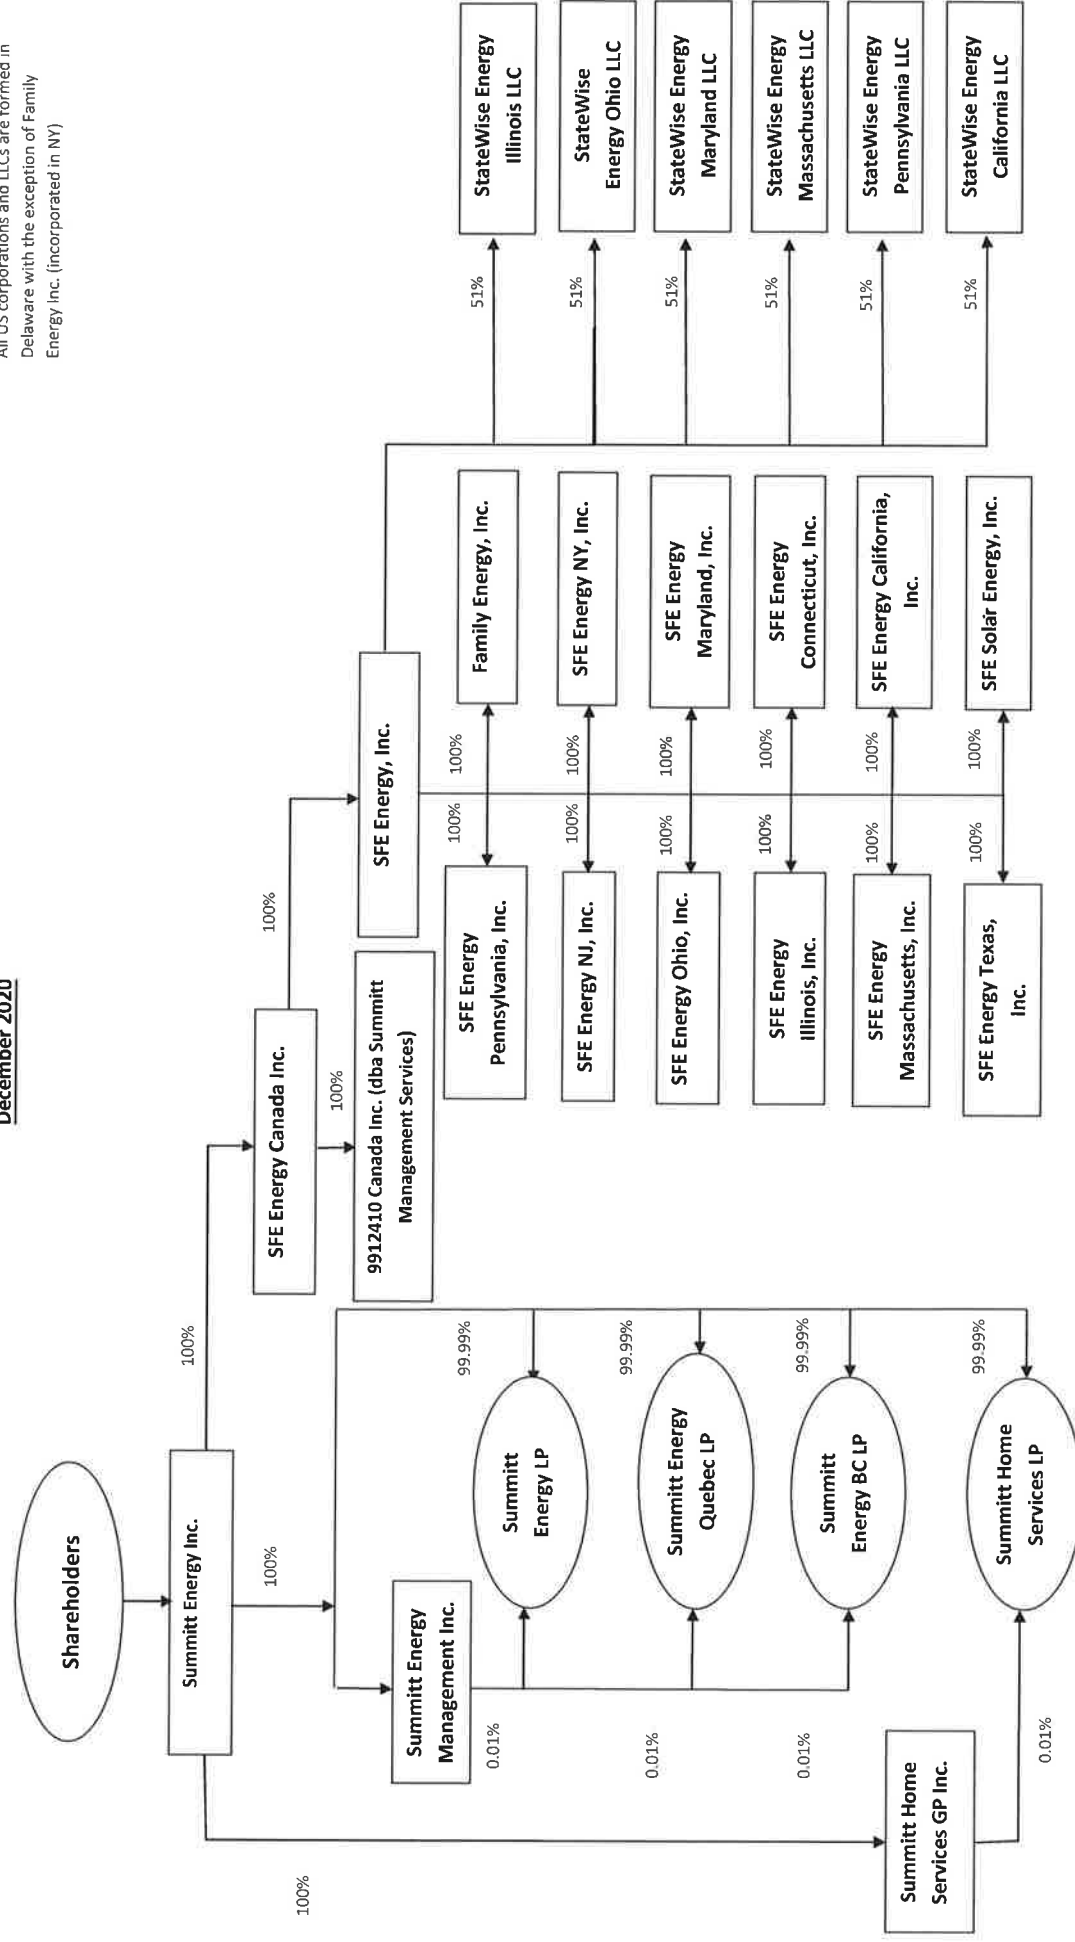 December 2020
All US corporations and LLCs are formed in
Delaware with the exception of Family
Energy Inc. (incorporated in NY)
Shareholders
Summitt Energy Inc.
100%
100%
100%
SFE Energy Canada Inc.
100%
100%
9912410 Canada Inc. (dba Summitt
Management Services)
SFE Energy, Inc.
Summitt Energy
Management Inc.
0.01%
0.01%
0.01%
Summitt Home
Services GP Inc.
0.01%
Summitt
Energy LP
99.99%
Summitt Energy
Quebec LP
99.99%
Summitt
Energy BC LP
99.99%
Summitt Home
Services LP
99.99%
SFE Energy
Pennsylvania, Inc.
100%
100%
Family Energy, Inc.
SFE Energy NJ, Inc.
100%
100%
SFE Energy NY, Inc.
SFE Energy Ohio, Inc.
100%
100%
SFE Energy
Maryland, Inc.
SFE Energy
Illinois, Inc.
100%
100%
SFE Energy
Connecticut, Inc.
SFE Energy
Massachusetts, Inc.
100%
100%
SFE Energy California,
Inc.
SFE Energy Texas,
Inc.
100%
100%
SFE Solar Energy, Inc.
51%
StateWise Energy
Illinois LLC
51%
StateWise
Energy Ohio LLC
51%
StateWise Energy
Maryland LLC
51%
StateWise Energy
Massachusetts LLC
51%
StateWise Energy
Pennsylvania LLC
51%
StateWise Energy
California LLC